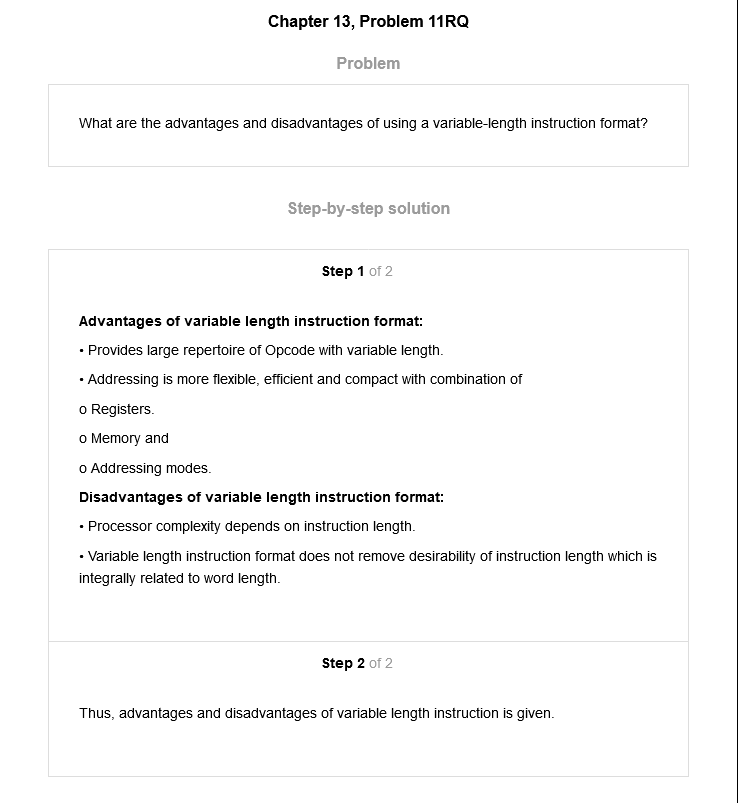 Chapter 13, Problem 11RQ
Problem
What are the advantages and disadvantages of using a variable-length instruction format?
Step-by-step solution
Step 1 of 2
Advantages of variable length instruction format:
• Provides large repertoire of Opcode with variable length.
• Addressing is more flexible, efficient and compact with combination of
o Registers.
o Memory and
o Addressing modes.
Disadvantages of variable length instruction format:
• Processor complexity depends on instruction length.
• Variable length instruction format does not remove desirability of instruction length which is
integrally related to word length.
Step 2 of 2
Thus, advantages and disadvantages of variable length instruction is given.